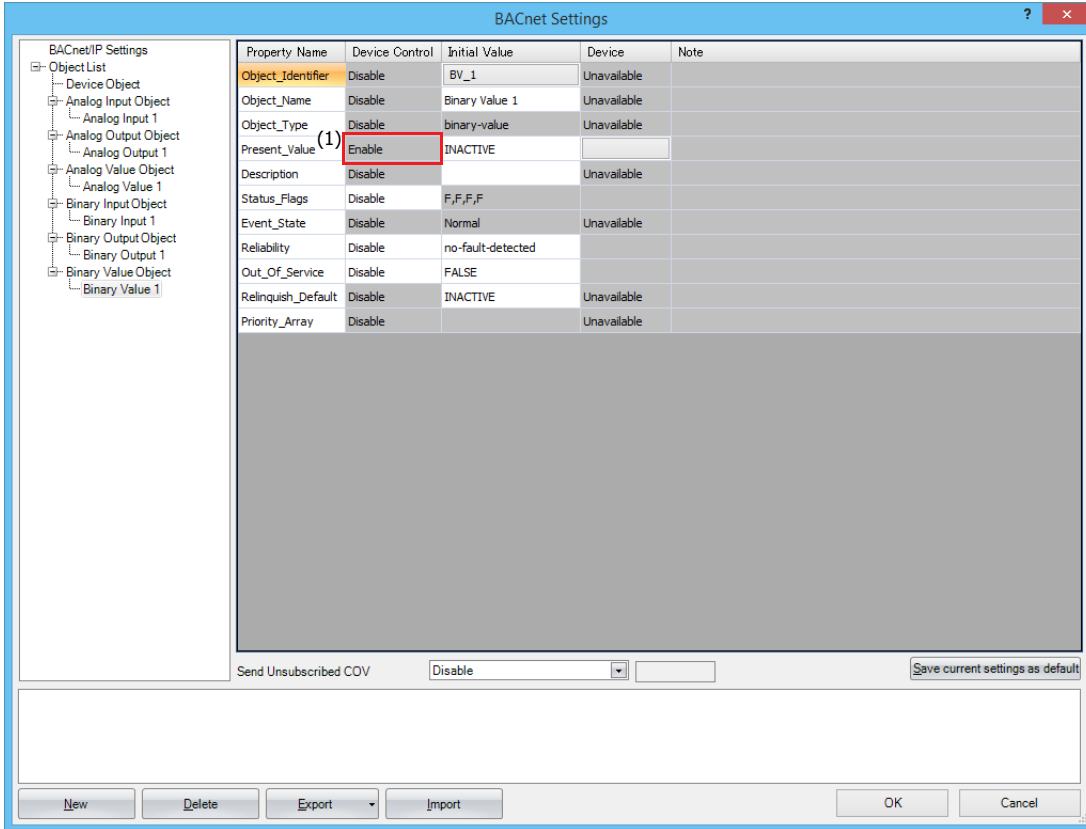 BACnet Settings ? ×
BACnet/IP Settings
Object List
Device Object
Analog Input Object
Analog Input 1
Analog Output Object
Analog Output 1
Analog Value Object
Analog Value 1
Binary Input Object
Binary Input 1
Binary Output Object
Binary Output 1
Binary Value Object
Binary Value 1
Property Name Device Control Initial Value Device Note
Object_Identifier Disable BV_1 Unavailable
Object_Name Disable Binary Value 1 Unavailable
Object_Type Disable binary-value Unavailable
Present_Value (1) Enable INACTIVE
Description Disable Unavailable
Status_Flags Disable F,F,F,F
Event_State Disable Normal Unavailable
Reliability Disable no-fault-detected
Out_Of_Service Disable FALSE
Relinquish_Default Disable INACTIVE Unavailable
Priority_Array Disable Unavailable
Send Unsubscribed COV Disable Save current settings as default
New Delete Export Import OK Cancel